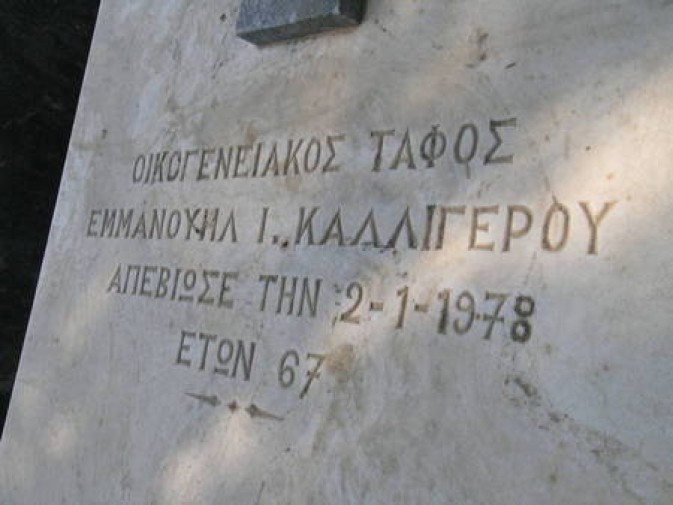 ΟΙΚΟΓΕΝΕΙΑΚΟΣ ΤΑΦΟΣ
ΕΜΜΑΝΟΥΗΛ Ι. ΚΑΛΛΙΓΕΡΟΥ
ΑΠΕΒΙΩΣΕ ΤΗΝ 2-1-1978
ΕΤΩΝ 67